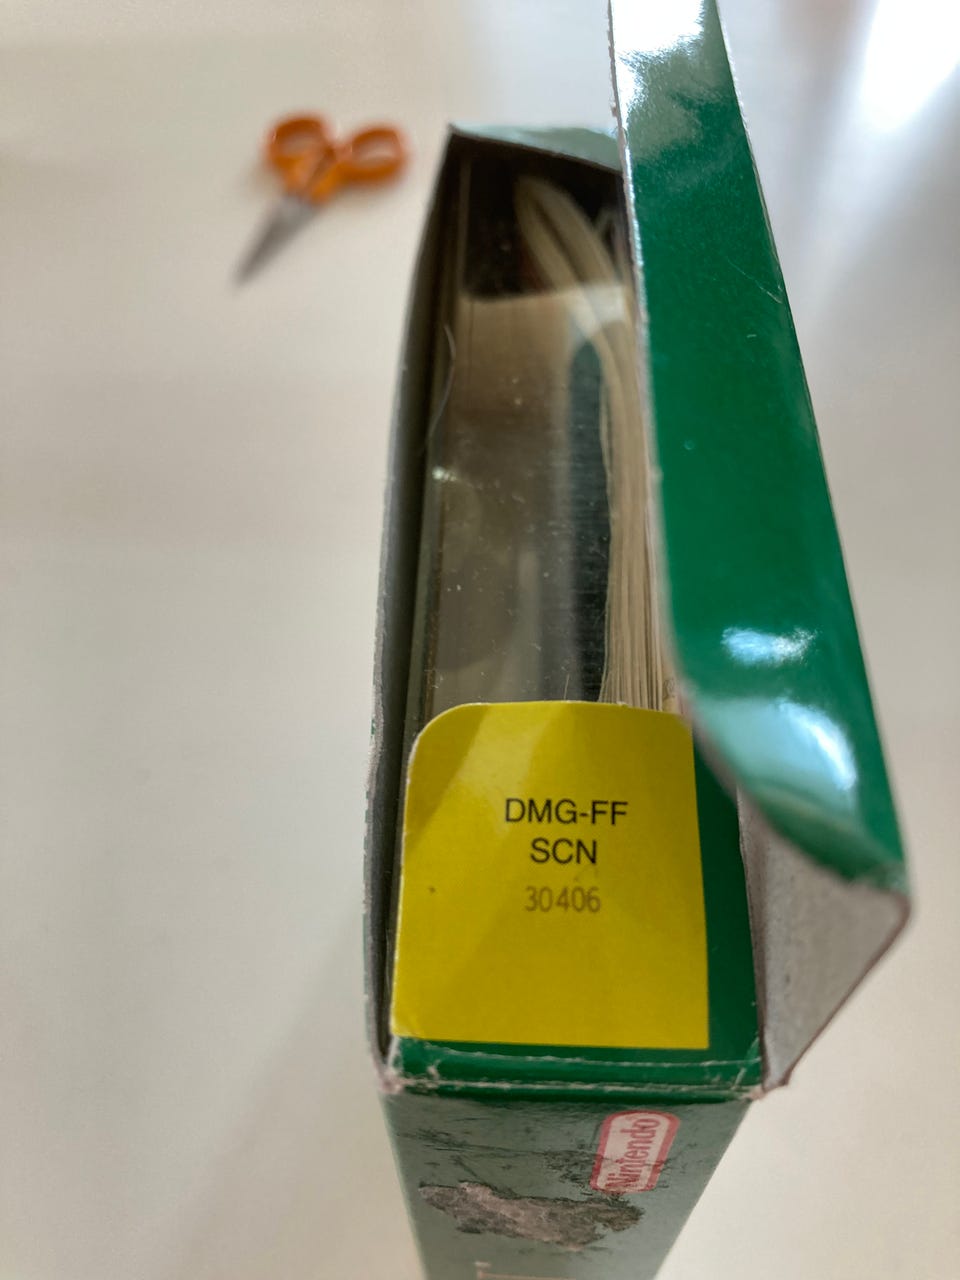 DMG-FF
SCN
30406
Nintendo